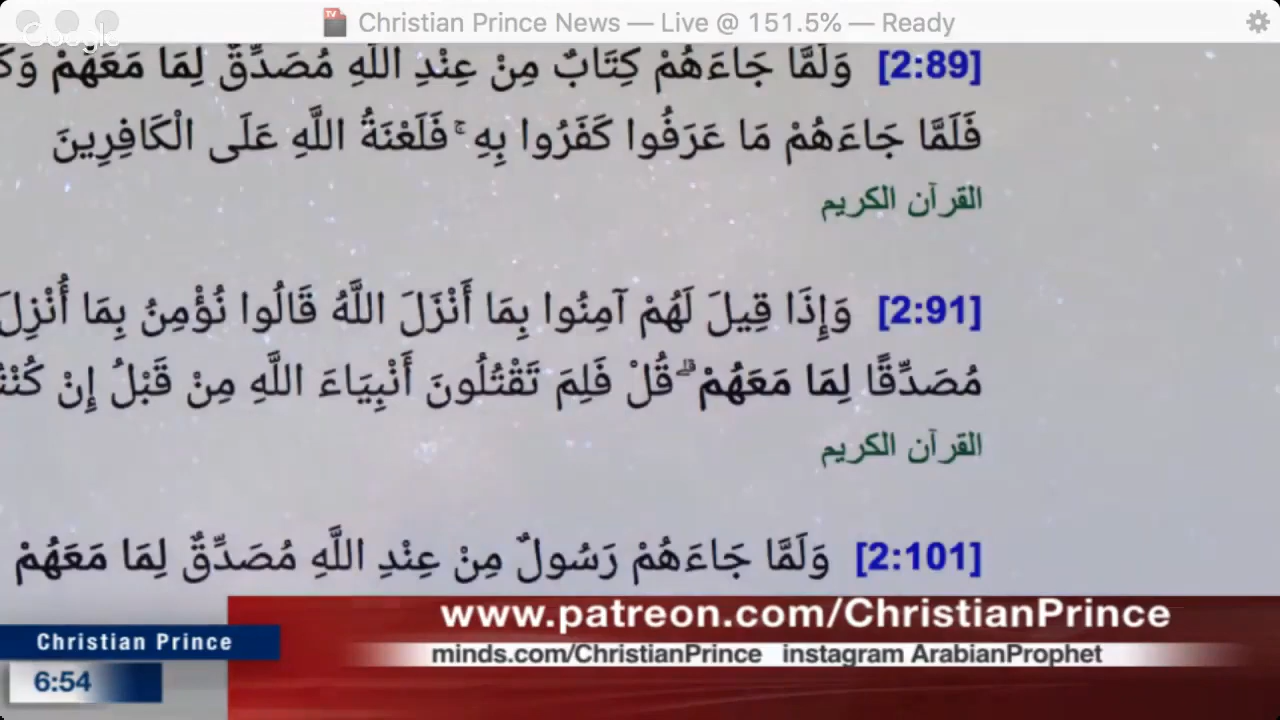 Christian Prince News — Live @ 151.5% — Ready
Google
[2:89] وَلَمَّا جَاءَهُمْ كِتَابٌ مِنْ عِنْدِ اللَّهِ مُصَدِّقٌ لِمَا مَعَهُمْ
فَلَمَّا جَاءَهُمْ مَا عَرَفُوا كَفَرُوا بِهِ ۚ فَلَعْنَةُ اللَّهِ عَلَى الْكَافِرِينَ
القرآن الكريم
[2:91] وَإِذَا قِيلَ لَهُمْ آمِنُوا بِمَا أَنْزَلَ اللَّهُ قَالُوا نُؤْمِنُ بِمَا أُنْزِلَ
مُصَدِّقًا لِمَا مَعَهُمْ ۗ قُلْ فَلِمَ تَقْتُلُونَ أَنْبِيَاءَ اللَّهِ مِنْ قَبْلُ إِنْ
القرآن الكريم
[2:101] وَلَمَّا جَاءَهُمْ رَسُولٌ مِنْ عِنْدِ اللَّهِ مُصَدِّقٌ لِمَا مَعَهُمْ
www.patreon.com/ChristianPrince
Christian Prince
minds.com/ChristianPrince instagram ArabianProphet
6:54